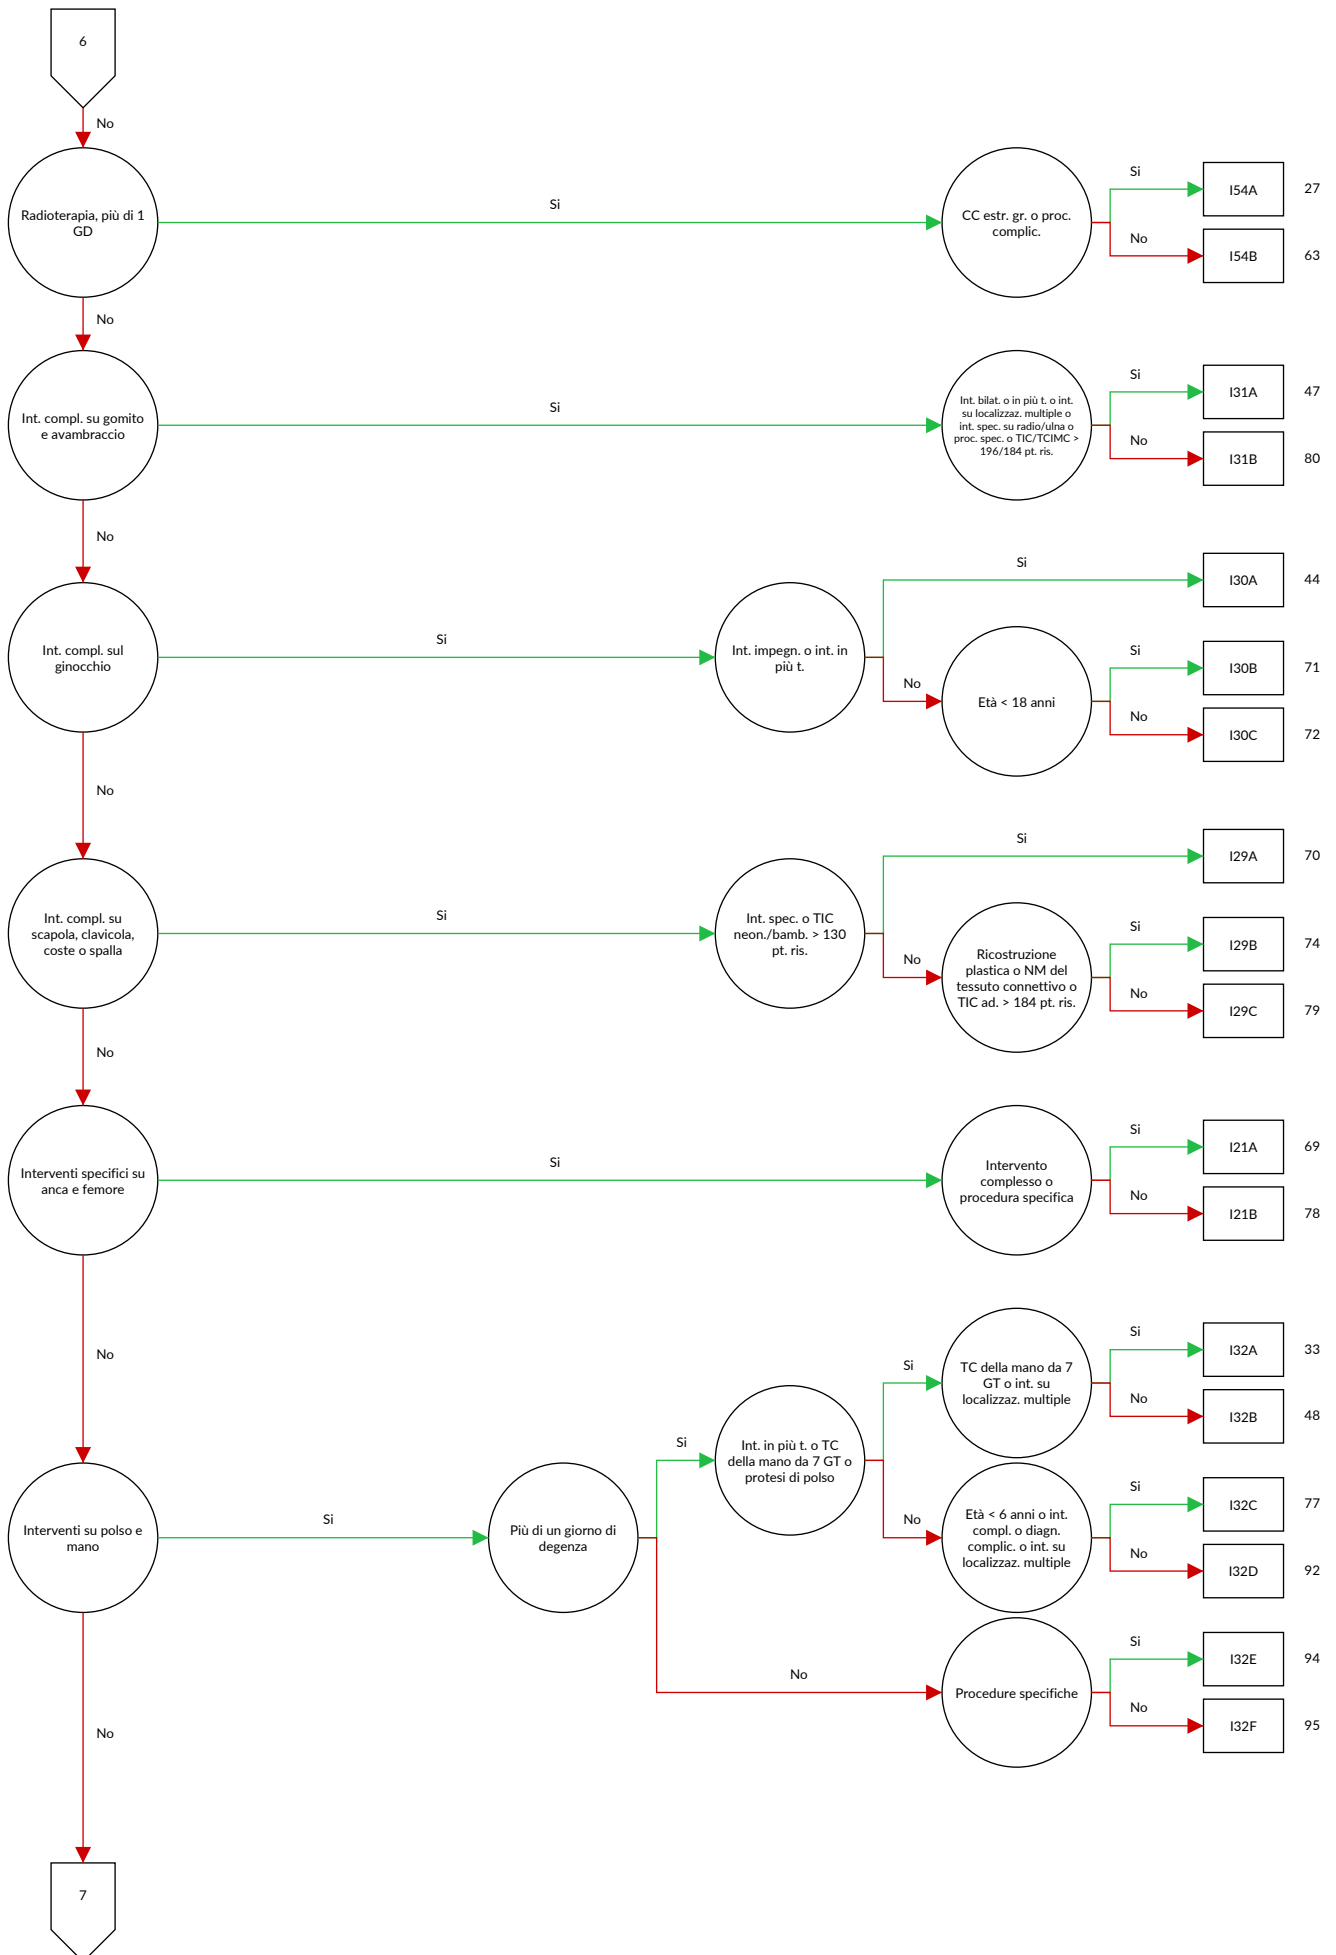 6
No
Radioterapia, più di 1
GD
Si
CC estr. gr. o proc.
complic.
Si
I54A
27
No
I54B
63
No
Int. compl. su gomito
e avambraccio
Si
Int. bilat. o in più t. o int.
su localizzaz. multiple o
int. spec. su radio/ulna o
proc. spec. o TIC/TCIMC >
196/184 pt. ris.
Si
I31A
47
No
I31B
80
No
Int. compl. sul
ginocchio
Si
Int. impegn. o int. in
più t.
Si
I30A
44
No
Età < 18 anni
Si
I30B
71
No
I30C
72
No
Int. compl. su
scapola, clavicola,
coste o spalla
Si
Int. spec. o TIC
neon./bamb. > 130
pt. ris.
Si
I29A
70
No
Ricostruzione
plastica o NM del
tessuto connettivo o
TIC ad. > 184 pt. ris.
Si
I29B
74
No
I29C
79
No
Interventi specifici su
anca e femore
Si
Intervento
complesso o
procedura specifica
Si
I21A
69
No
I21B
78
No
Interventi su polso e
mano
Si
Più di un giorno di
degenza
Si
Int. in più t. o TC
della mano da 7 GT o
protesi di polso
Si
TC della mano da 7
GT o int. su
localizzaz. multiple
Si
I32A
33
No
I32B
48
No
Età < 6 anni o int.
compl. o diagn.
complic. o int. su
localizzaz. multiple
Si
I32C
77
No
I32D
92
No
Procedure specifiche
Si
I32E
94
No
I32F
95
No
7